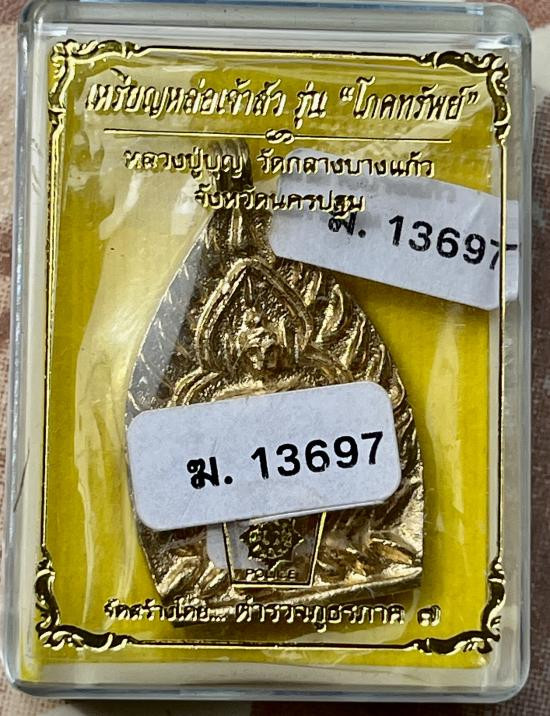 เหรียญหล่อเจ้าสัว รุ่น "โภคทรัพย์"
หลวงปู่บุญ วัดกลางบางแก้ว
จังหวัดนครปฐม
ฆ. 13697
ฆ. 13697
POLICE
จัดสร้างโดย... ตำรวจภูธรภาค ๗